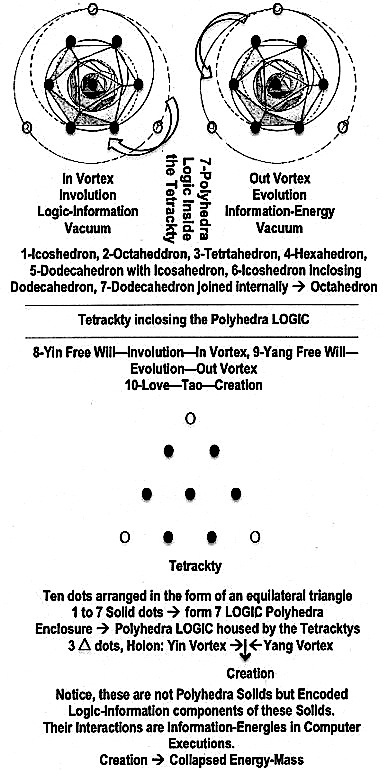 In Vortex
Involution
Logic-Information
Vacuum
7-Polyhedra
Logic Inside
the Tetrackty
Out Vortex
Evolution
Information-Energy
Vacuum
1-Icoshedron, 2-Octaheddron, 3-Tetrtahedron, 4-Hexahedron,
5-Dodecahedron with Icosahedron, 6-Icoshedron Inclosing
Dodecahedron, 7-Dodecahedron joined internally → Octahedron
Tetrackty inclosing the Polyhedra LOGIC
8-Yin Free Will—Involution—In Vortex, 9-Yang Free Will—
Evolution—Out Vortex
10-Love—Tao—Creation
Tetrackty
Ten dots arranged in the form of an equilateral triangle
1 to 7 Solid dots → form 7 LOGIC Polyhedra
Enclosure → Polyhedra LOGIC housed by the Tetracktys
3 △ dots, Holon: Yin Vortex →|← Yang Vortex
Creation
Notice, these are not Polyhedra Solids but Encoded
Logic-Information components of these Solids.
Their Interactions are Information-Energies in Computer
Executions.
Creation → Collapsed Energy-Mass